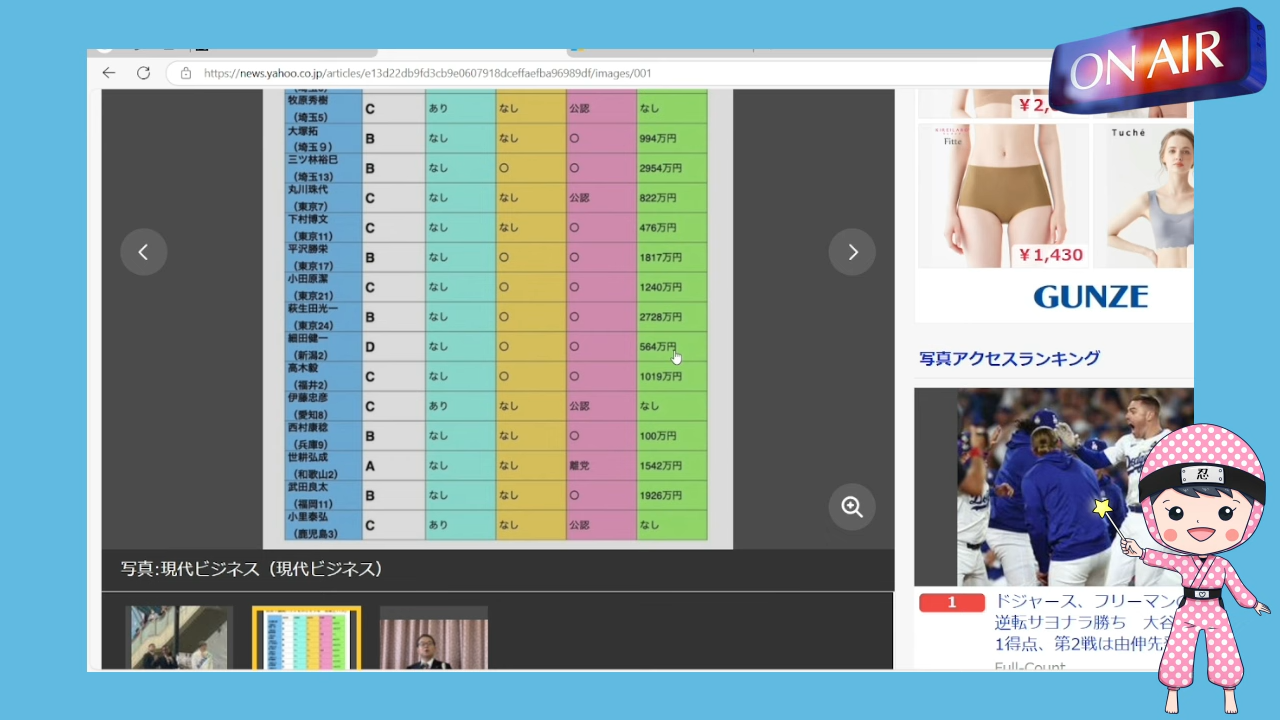 ON AIR
https://news.yahoo.co.jp/articles/e13d22db9fd3cb9e0607918dceffaefba96989df/images/001
牧原秀樹 C あり なし 公認 なし
(埼玉5)
大塚拓 B なし なし 〇 994万円
(埼玉9)
三ツ林裕巳 B なし 〇 〇 2954万円
(埼玉13)
丸川珠代 C なし なし 公認 822万円
(東京7)
下村博文 C なし なし 〇 476万円
(東京11)
平沢勝栄 B なし 〇 〇 1817万円
(東京17)
小田原潔 C なし 〇 〇 1240万円
(東京21)
萩生田光一 B なし 〇 〇 2728万円
(東京24)
細田健一 D なし 〇 〇 564万円
(新潟2)
高木毅 C なし 〇 〇 1019万円
(福井2)
伊藤忠彦 C あり なし 公認 なし
(愛知8)
西村康稔 B なし なし 〇 100万円
(兵庫9)
世耕弘成 A なし なし 離党 1542万円
(和歌山2)
武田良太 B なし なし 〇 1926万円
(福岡11)
小里泰弘 C あり なし 公認 なし
(鹿児島3)
写真:現代ビジネス（現代ビジネス）
¥2,
Fitte
Tuché
¥1,430
GUNZE
写真アクセスランキング
1
ドジャース、フリーマン
逆転サヨナラ勝ち 大谷
1得点、第2戦は由伸先
Full-Count
忍